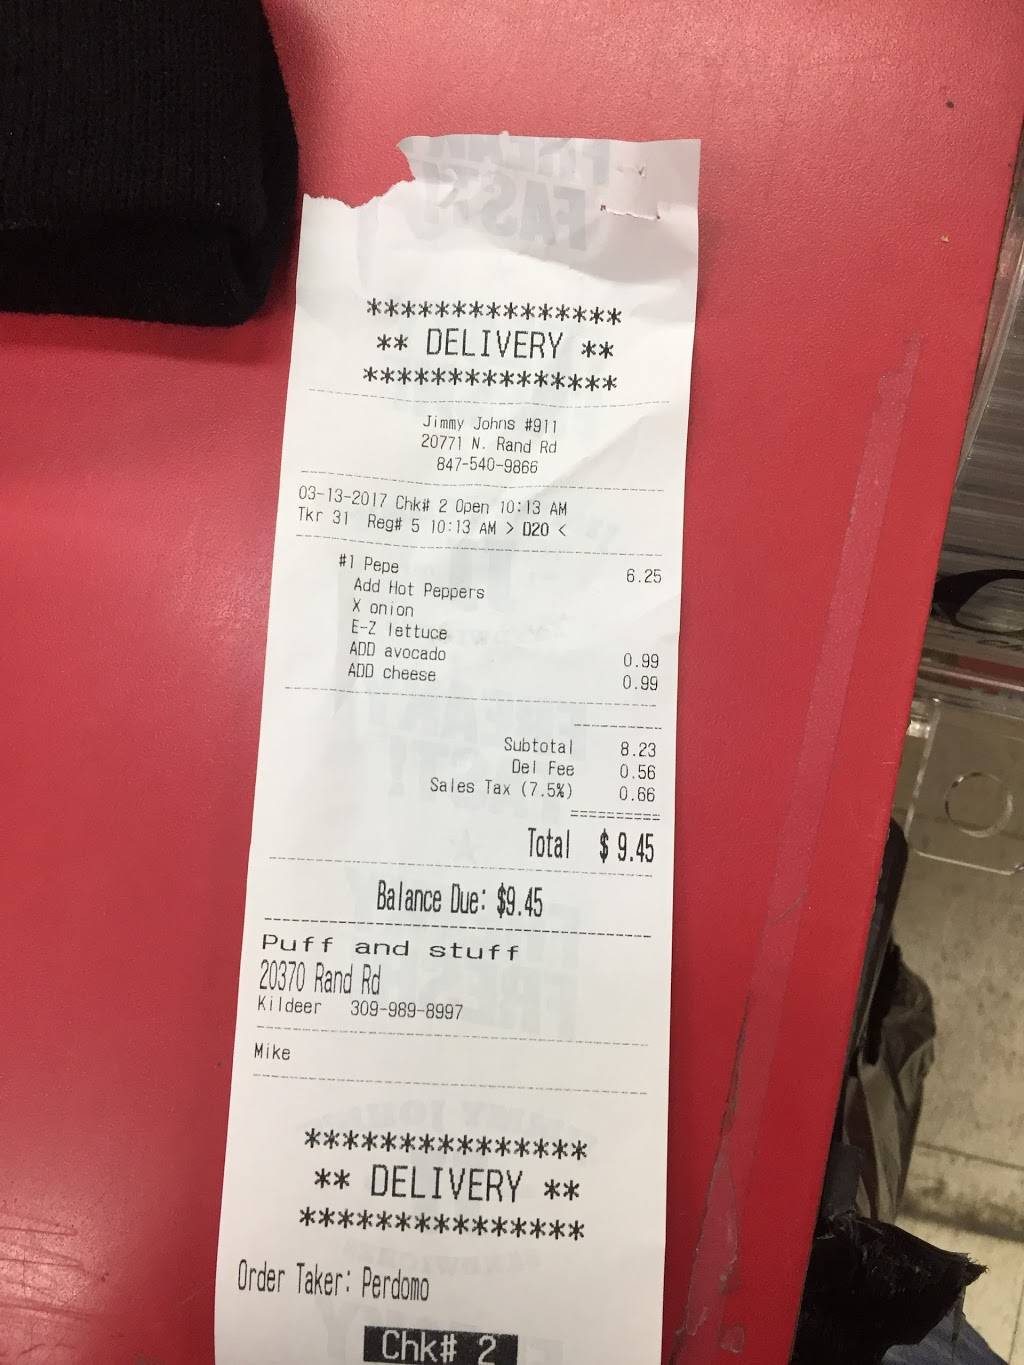 ***************
** DELIVERY **
***************
Jimmy Johns #911
20771 N. Rand Rd
847-540-9866
03-13-2017 Chk# 2 Open 10:13 AM
Tkr 31 Reg# 5 10:13 AM > D20 <
#1 Pepe 6.25
Add Hot Peppers
X onion
E-Z lettuce
ADD avocado 0.99
ADD cheese 0.99
Subtotal 8.23
Del Fee 0.56
Sales Tax (7.5%) 0.66
==========
Total $ 9.45
Balance Due: $9.45
Puff and stuff
20370 Rand Rd
Kildeer 309-989-8997
Mike
***************
** DELIVERY **
***************
Order Taker: Perdomo
Chk# 2